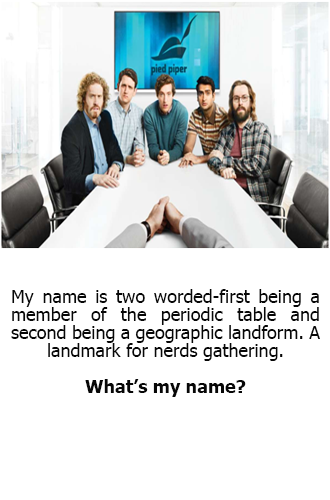 pied piper
My name is two worded-first being a
member of the periodic table and
second being a geographic landform. A
landmark for nerds gathering.
What's my name?